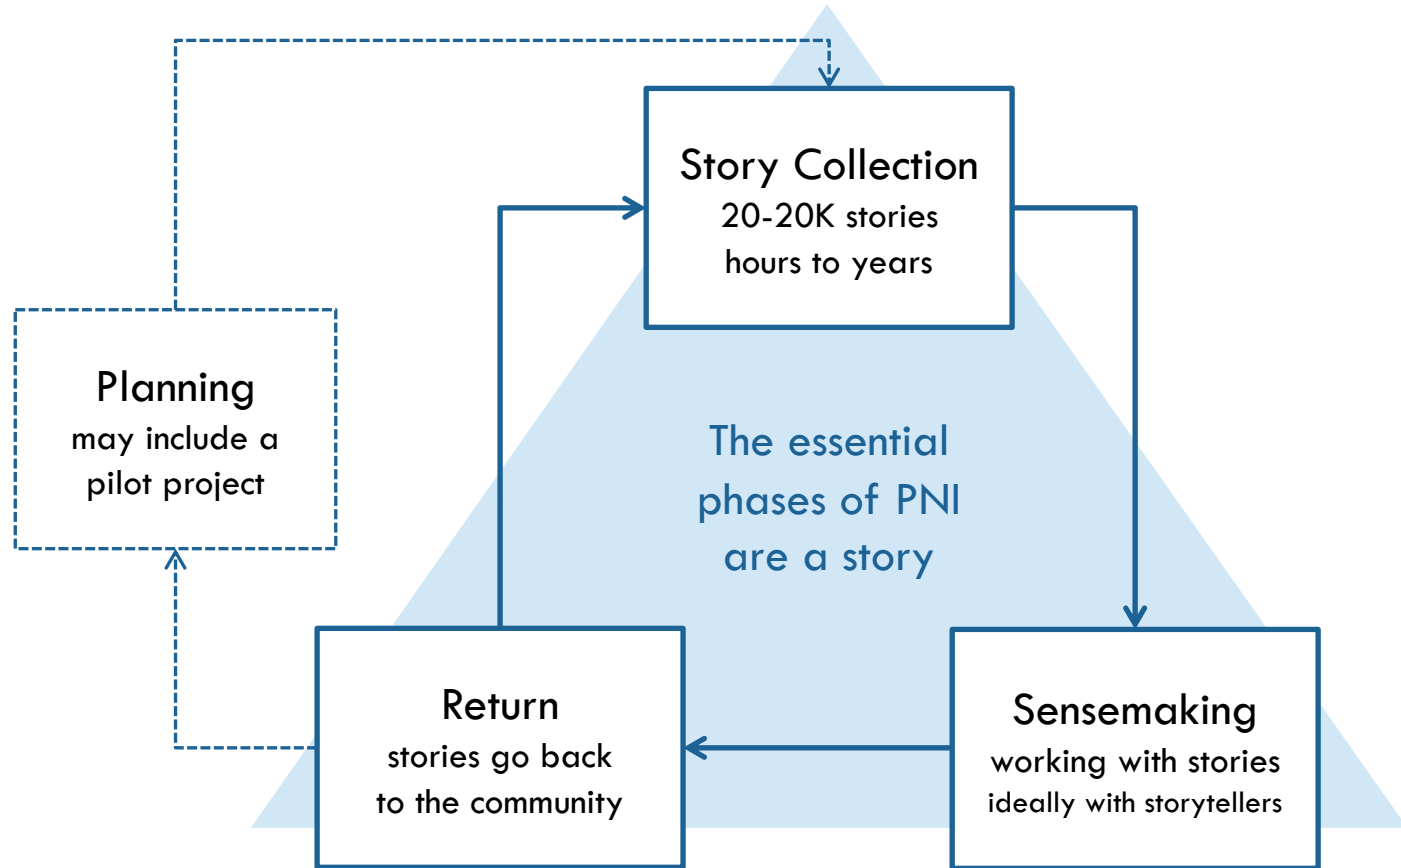 Story Collection
20-20K stories
hours to years
Planning
may include a
pilot project
The essential
phases of PNI
are a story
Return
stories go back
to the community
Sensemaking
working with stories
ideally with storytellers